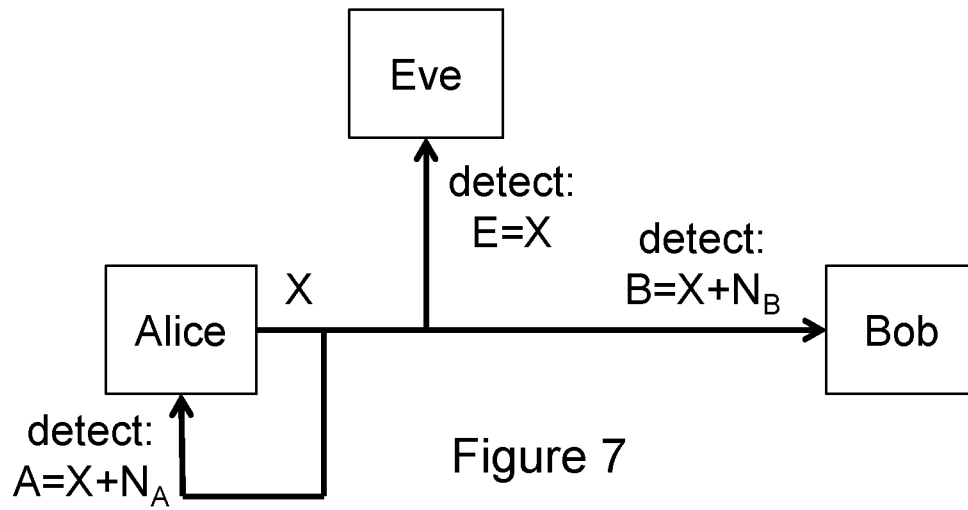 Eve
detect:
E=X
detect:
B=X+N_B
X
Alice
Bob
detect:
A=X+N_A
Figure 7